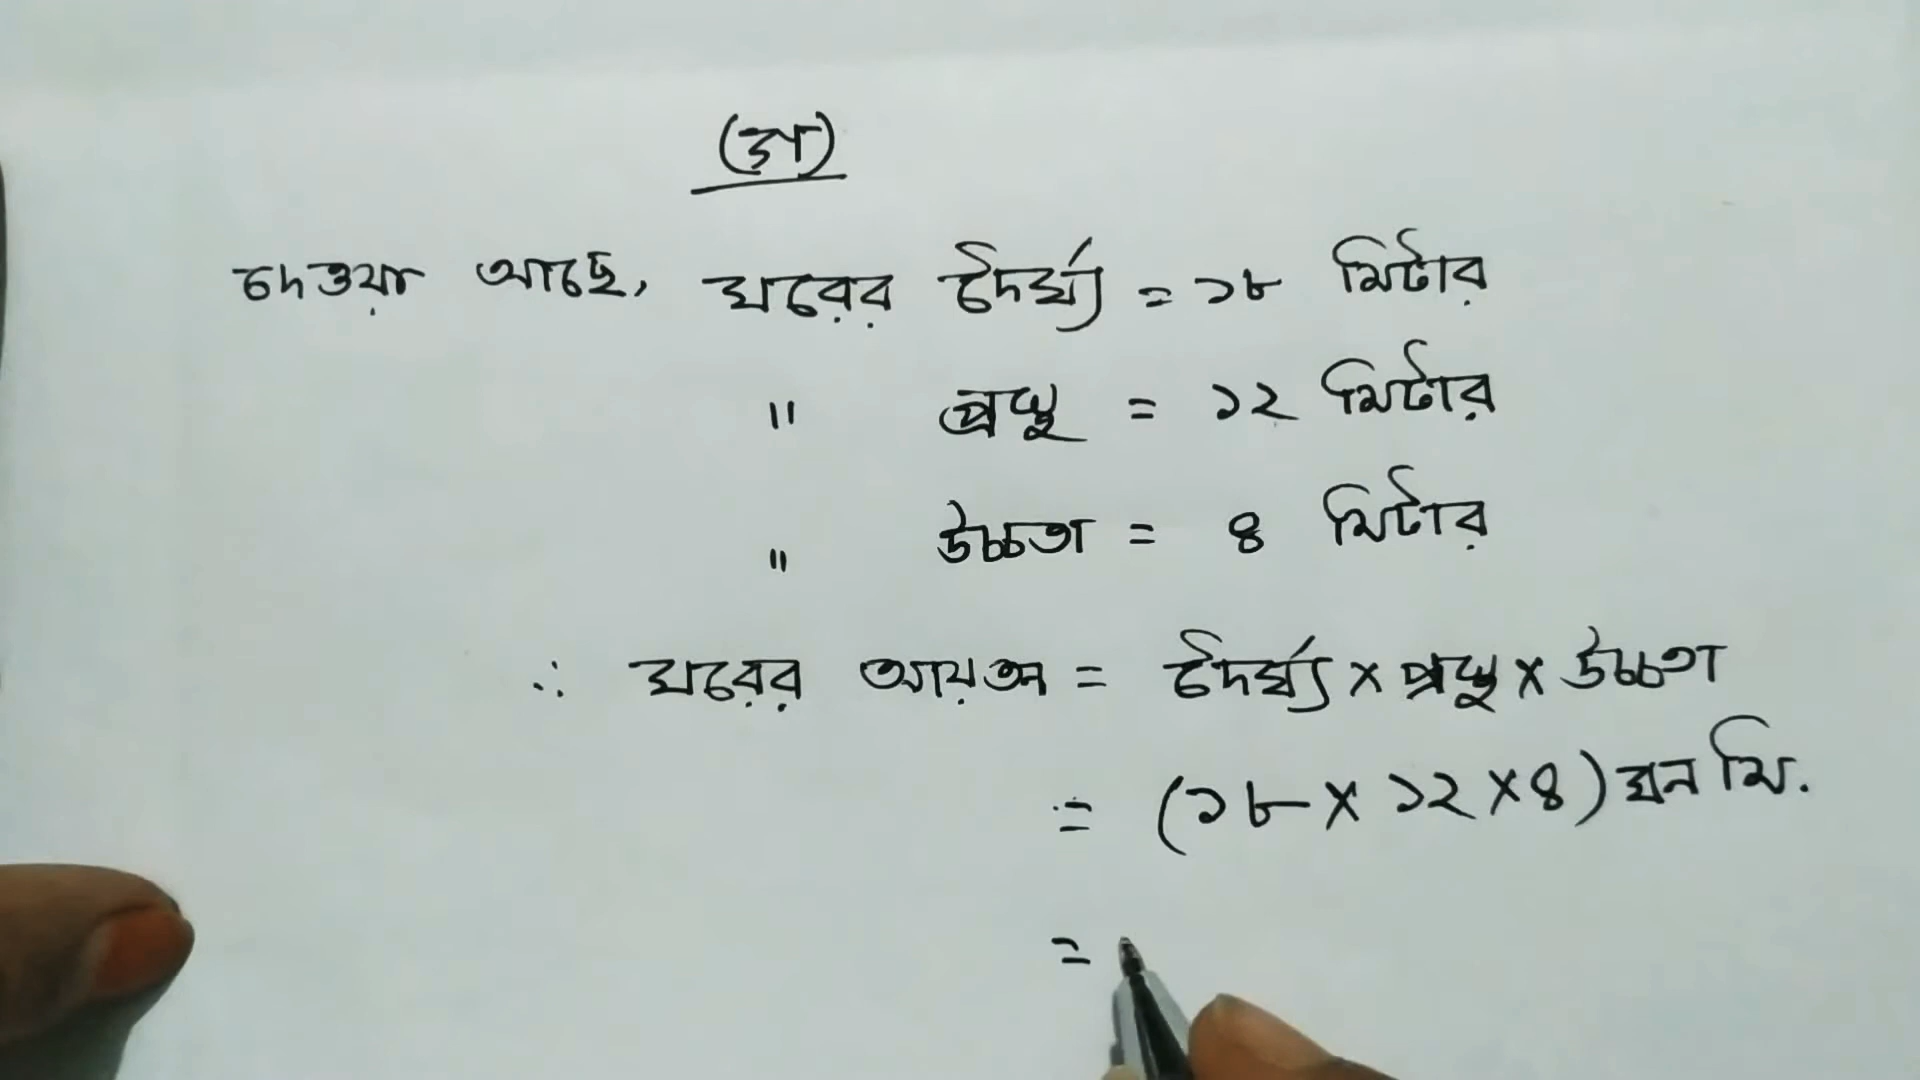 (গ)
দেওয়া আছে, ঘরের দৈর্ঘ্য = ১৮ মিটার
" প্রস্থ = ১২ মিটার
" উচ্চতা = ৪ মিটার
∴ ঘরের আয়তন = দৈর্ঘ্য × প্রস্থ × উচ্চতা
= (১৮ × ১২ × ৪) ঘন মি.
=